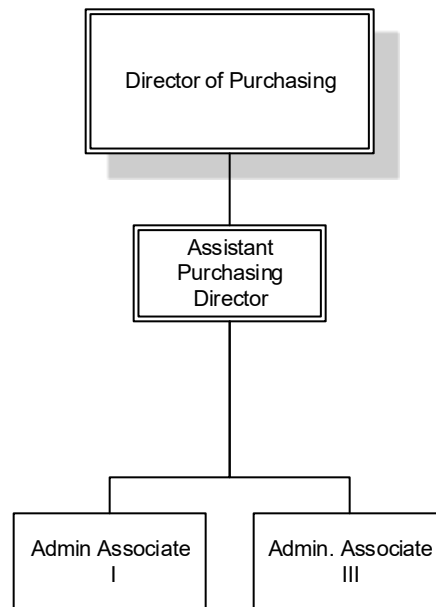 Director of Purchasing
Assistant
Purchasing
Director
Admin Associate
I
Admin. Associate
III